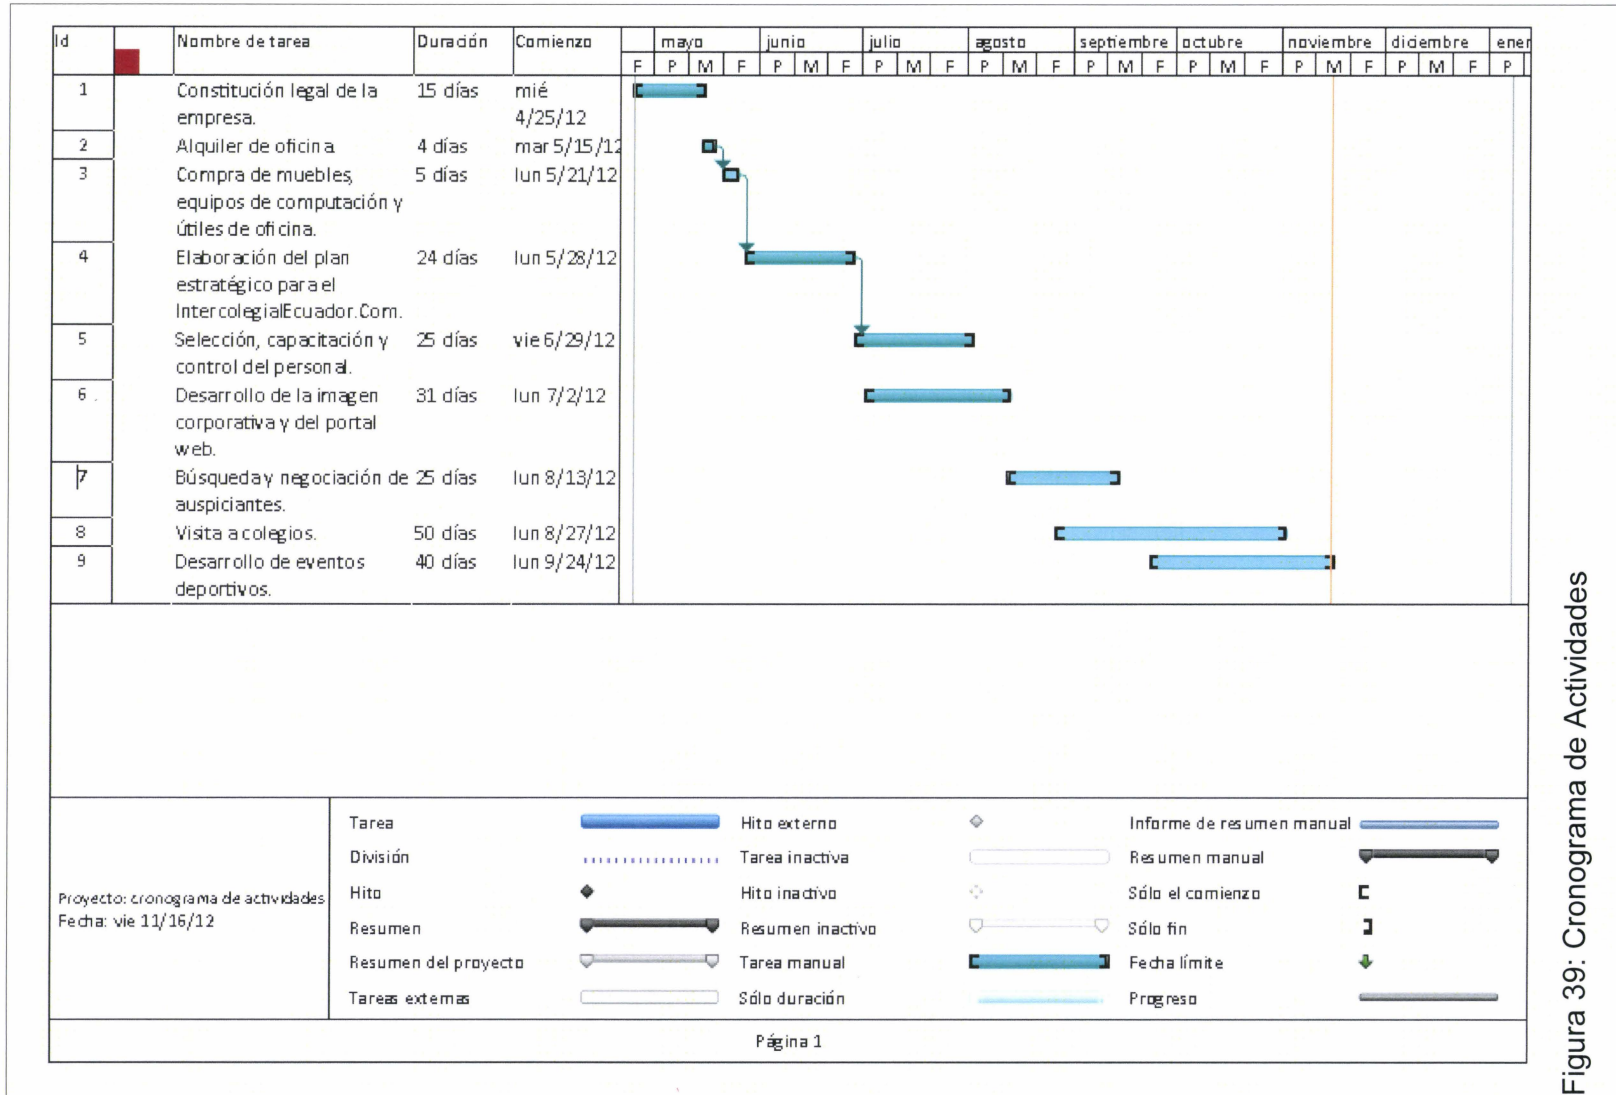 Id Nombre de tarea Duración Comienzo mayo junio julio agosto septiembre octubre noviembre diciembre ener
F P M F P M F P M F P M F P M F P M F P M F P M F P
1 Constitución legal de la 15 días mié
empresa. 4/25/12
2 Alquiler de oficina 4 días mar 5/15/12
3 Compra de muebles, 5 días lun 5/21/12
equipos de computación y
útiles de oficina.
4 Elaboración del plan 24 días lun 5/28/12
estratégico para el
IntercolegialEcuador.Com.
5 Selección, capacitación y 25 días vie 6/29/12
control del personal.
6 Desarrollo de la imagen 31 días lun 7/2/12
corporativa y del portal
web.
7 Búsqueda y negociación de 25 días lun 8/13/12
auspiciantes.
8 Visita a colegios. 50 días lun 8/27/12
9 Desarrollo de eventos 40 días lun 9/24/12
deportivos.
Proyecto: cronograma de actividades
Fecha: vie 11/16/12
Tarea Hito externo Informe de resumen manual
División Tarea inactiva Resumen manual
Hito Hito inactivo Sólo el comienzo
Resumen Resumen inactivo Sólo fin
Resumen del proyecto Tarea manual Fecha límite
Tareas externas Sólo duración Progreso
Página 1
Figura 39: Cronograma de Actividades